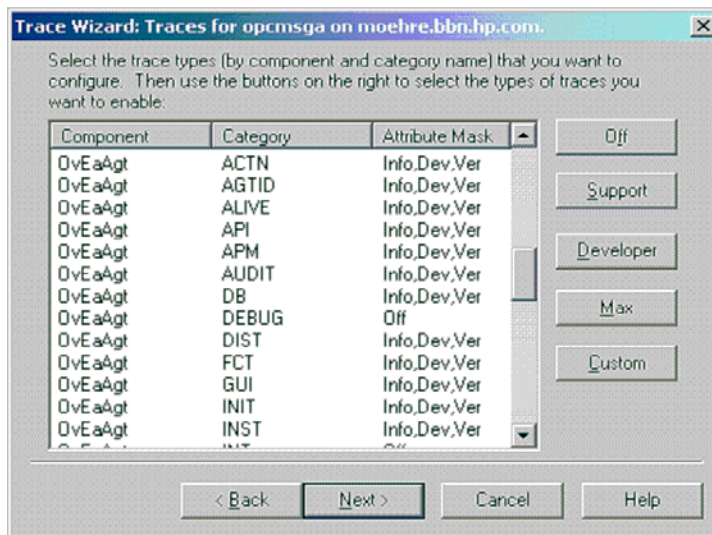 Trace Wizard: Traces for opcmsga on moehre.bbn.hp.com.
Select the trace types (by component and category name) that you want to
configure. Then use the buttons on the right to select the types of traces you
want to enable:
Component Category Attribute Mask
OvEaAgt ACTN Info,Dev,Ver
OvEaAgt AGTID Info,Dev,Ver
OvEaAgt ALIVE Info,Dev,Ver
OvEaAgt API Info,Dev,Ver
OvEaAgt APM Info,Dev,Ver
OvEaAgt AUDIT Info,Dev,Ver
OvEaAgt DB Info,Dev,Ver
OvEaAgt DEBUG Off
OvEaAgt DIST Info,Dev,Ver
OvEaAgt FCT Info,Dev,Ver
OvEaAgt GUI Info,Dev,Ver
OvEaAgt INIT Info,Dev,Ver
OvEaAgt INST Info,Dev,Ver
Off
Support
Developer
Max
Custom
< Back Next > Cancel Help